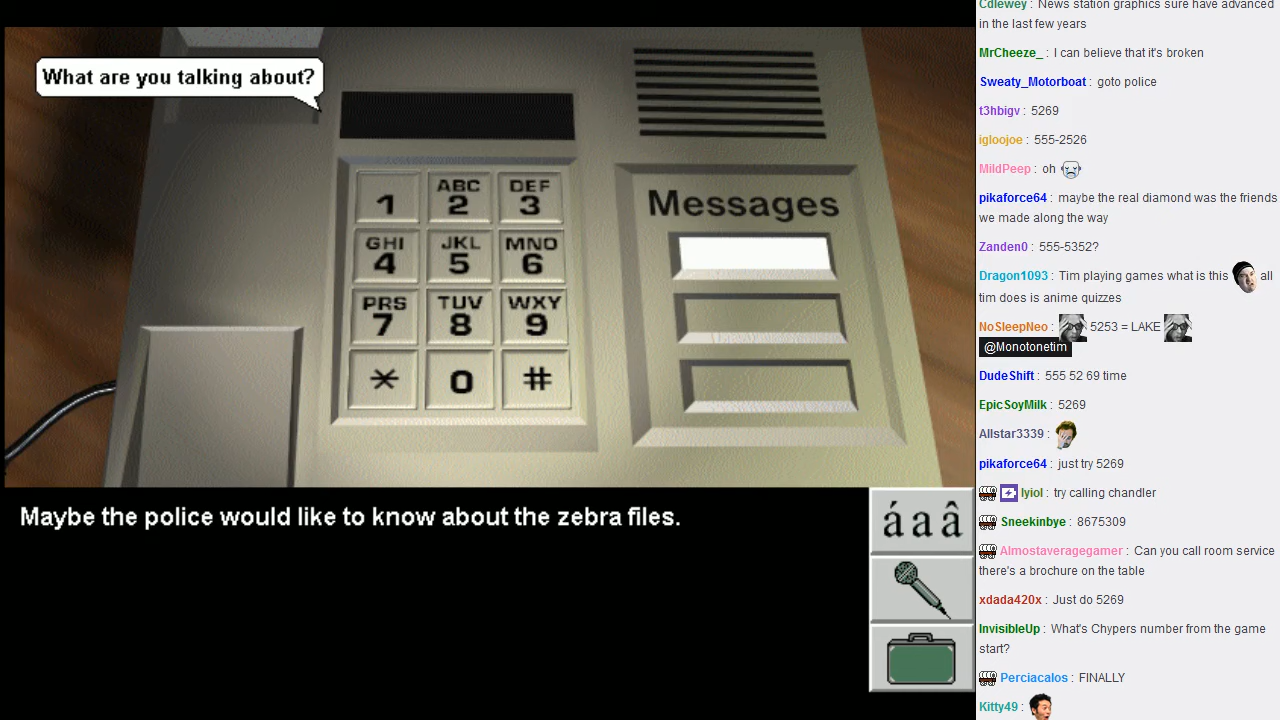 What are you talking about?
1
ABC
2
DEF
3
GHI
4
JKL
5
MNO
6
PRS
7
TUV
8
WXY
9
*
0
#
Messages
Maybe the police would like to know about the zebra files.
á a â
Cdlewey : News station graphics sure have advanced
in the last few years
MrCheeze_ : I can believe that it's broken
Sweaty_Motorboat : goto police
t3hbigv : 5269
igloojoe : 555-2526
MildPeep : oh
pikaforce64 : maybe the real diamond was the friends
we made along the way
Zanden0 : 555-5352?
Dragon1093 : Tim playing games what is this all
tim does is anime quizzes
NoSleepNeo : 5253 = LAKE
@Monotonetim
DudeShift : 555 52 69 time
EpicSoyMilk : 5269
Allstar3339 :
pikaforce64 : just try 5269
lyiol : try calling chandler
Sneekinbye : 8675309
Almostaveragegamer : Can you call room service
there's a brochure on the table
xdada420x : Just do 5269
InvisibleUp : What's Chypers number from the game
start?
Perciacalos : FINALLY
Kitty49 :